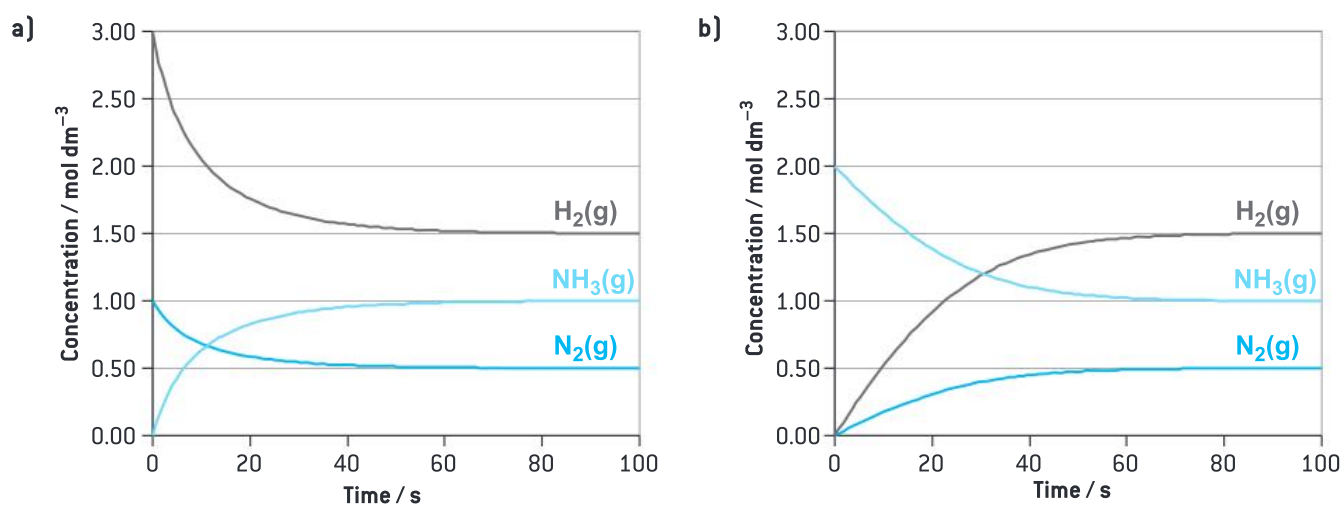 a)
Concentration / mol dm⁻³
3.00
2.50
2.00
1.50
1.00
0.50
0.00
H₂(g)
NH₃(g)
N₂(g)
0 20 40 60 80 100
Time / s
b)
Concentration / mol dm⁻³
3.00
2.50
2.00
1.50
1.00
0.50
0.00
H₂(g)
NH₃(g)
N₂(g)
0 20 40 60 80 100
Time / s